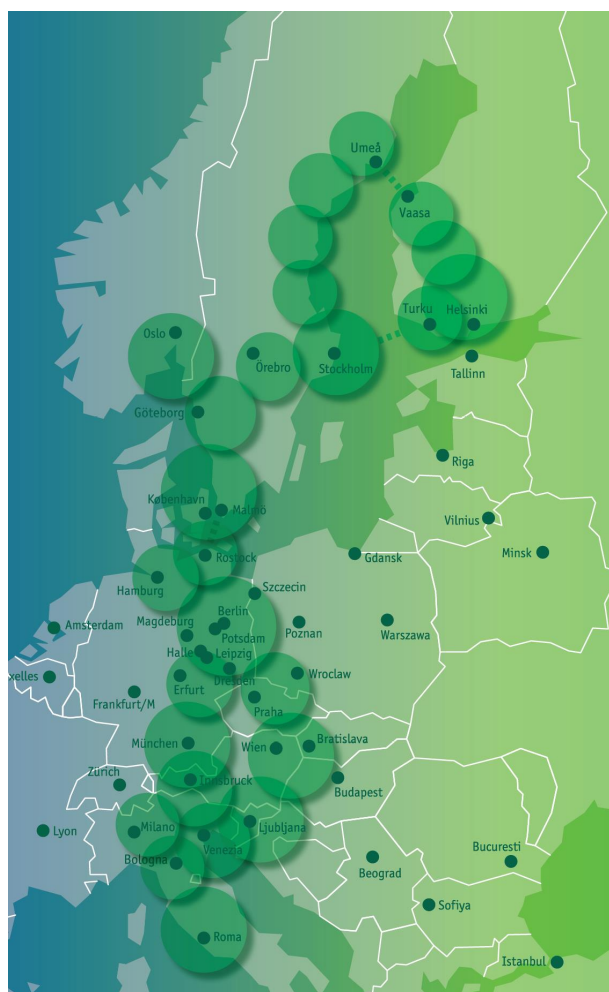 Umeå
Vaasa
Turku
Helsinki
Oslo
Örebro
Stockholm
Tallinn
Göteborg
Riga
København
Malmö
Vilnius
Rostock
Gdansk
Minsk
Hamburg
Szczecin
Berlin
Magdeburg
Potsdam
Poznan
Warszawa
Amsterdam
Halle
Leipzig
xelles
Erfurt
Dresden
Wroclaw
Frankfurt/M
Praha
München
Wien
Bratislava
Zürich
Innsbruck
Budapest
Lyon
Milano
Venezia
Ljubljana
Bologna
Beograd
Bucuresti
Sofiya
Roma
Istanbul